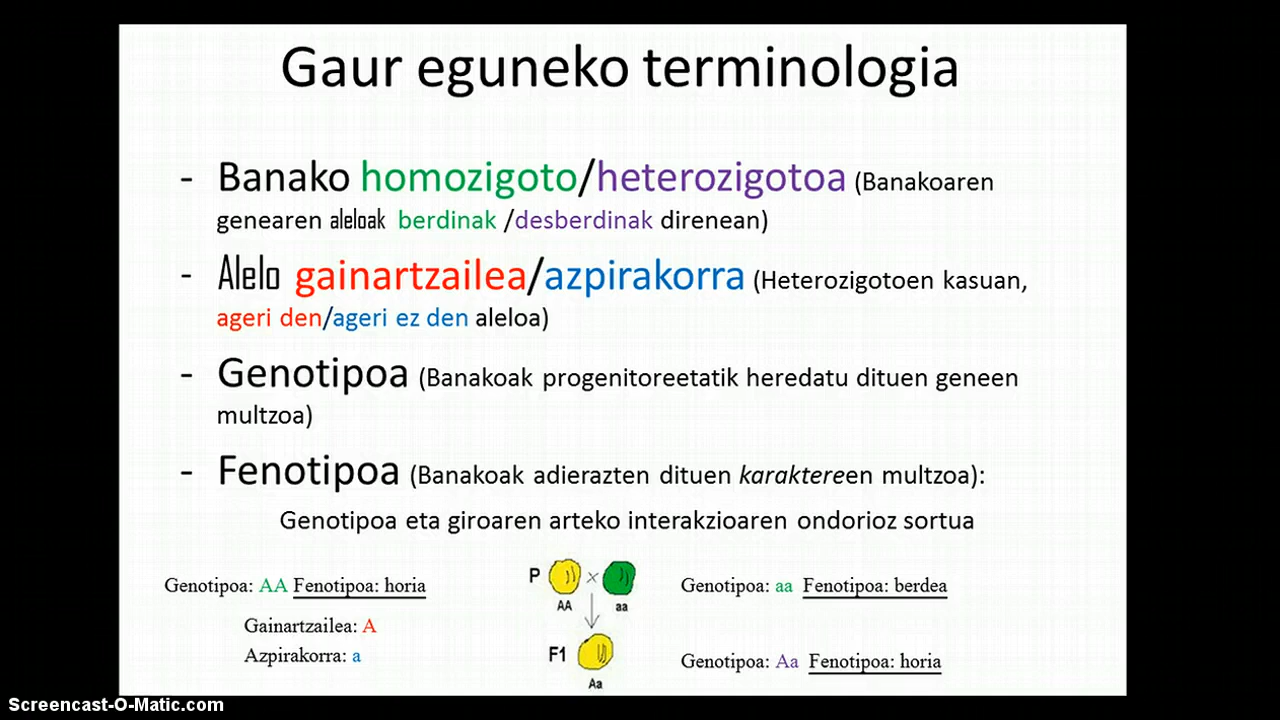 Gaur eguneko terminologia
- Banako homozigoto/heterozigotoa (Banakoaren
genearen aleloak berdinak /desberdinak direnean)
- Alelo gainartzailea/azpirakorra (Heterozigotoen kasuan,
ageri den/ageri ez den aleloa)
- Genotipoa (Banakoak progenitoreetatik heredatu dituen geneen
multzoa)
- Fenotipoa (Banakoak adierazten dituen karaktereen multzoa):
Genotipoa eta giroaren arteko interakzioaren ondorioz sortua
Genotipoa: AA Fenotipoa: horia
Gainartzailea: A
Azpirakorra: a
P x
AA aa
F1
Aa
Genotipoa: aa Fenotipoa: berdea
Genotipoa: Aa Fenotipoa: horia
Screencast-O-Matic.com